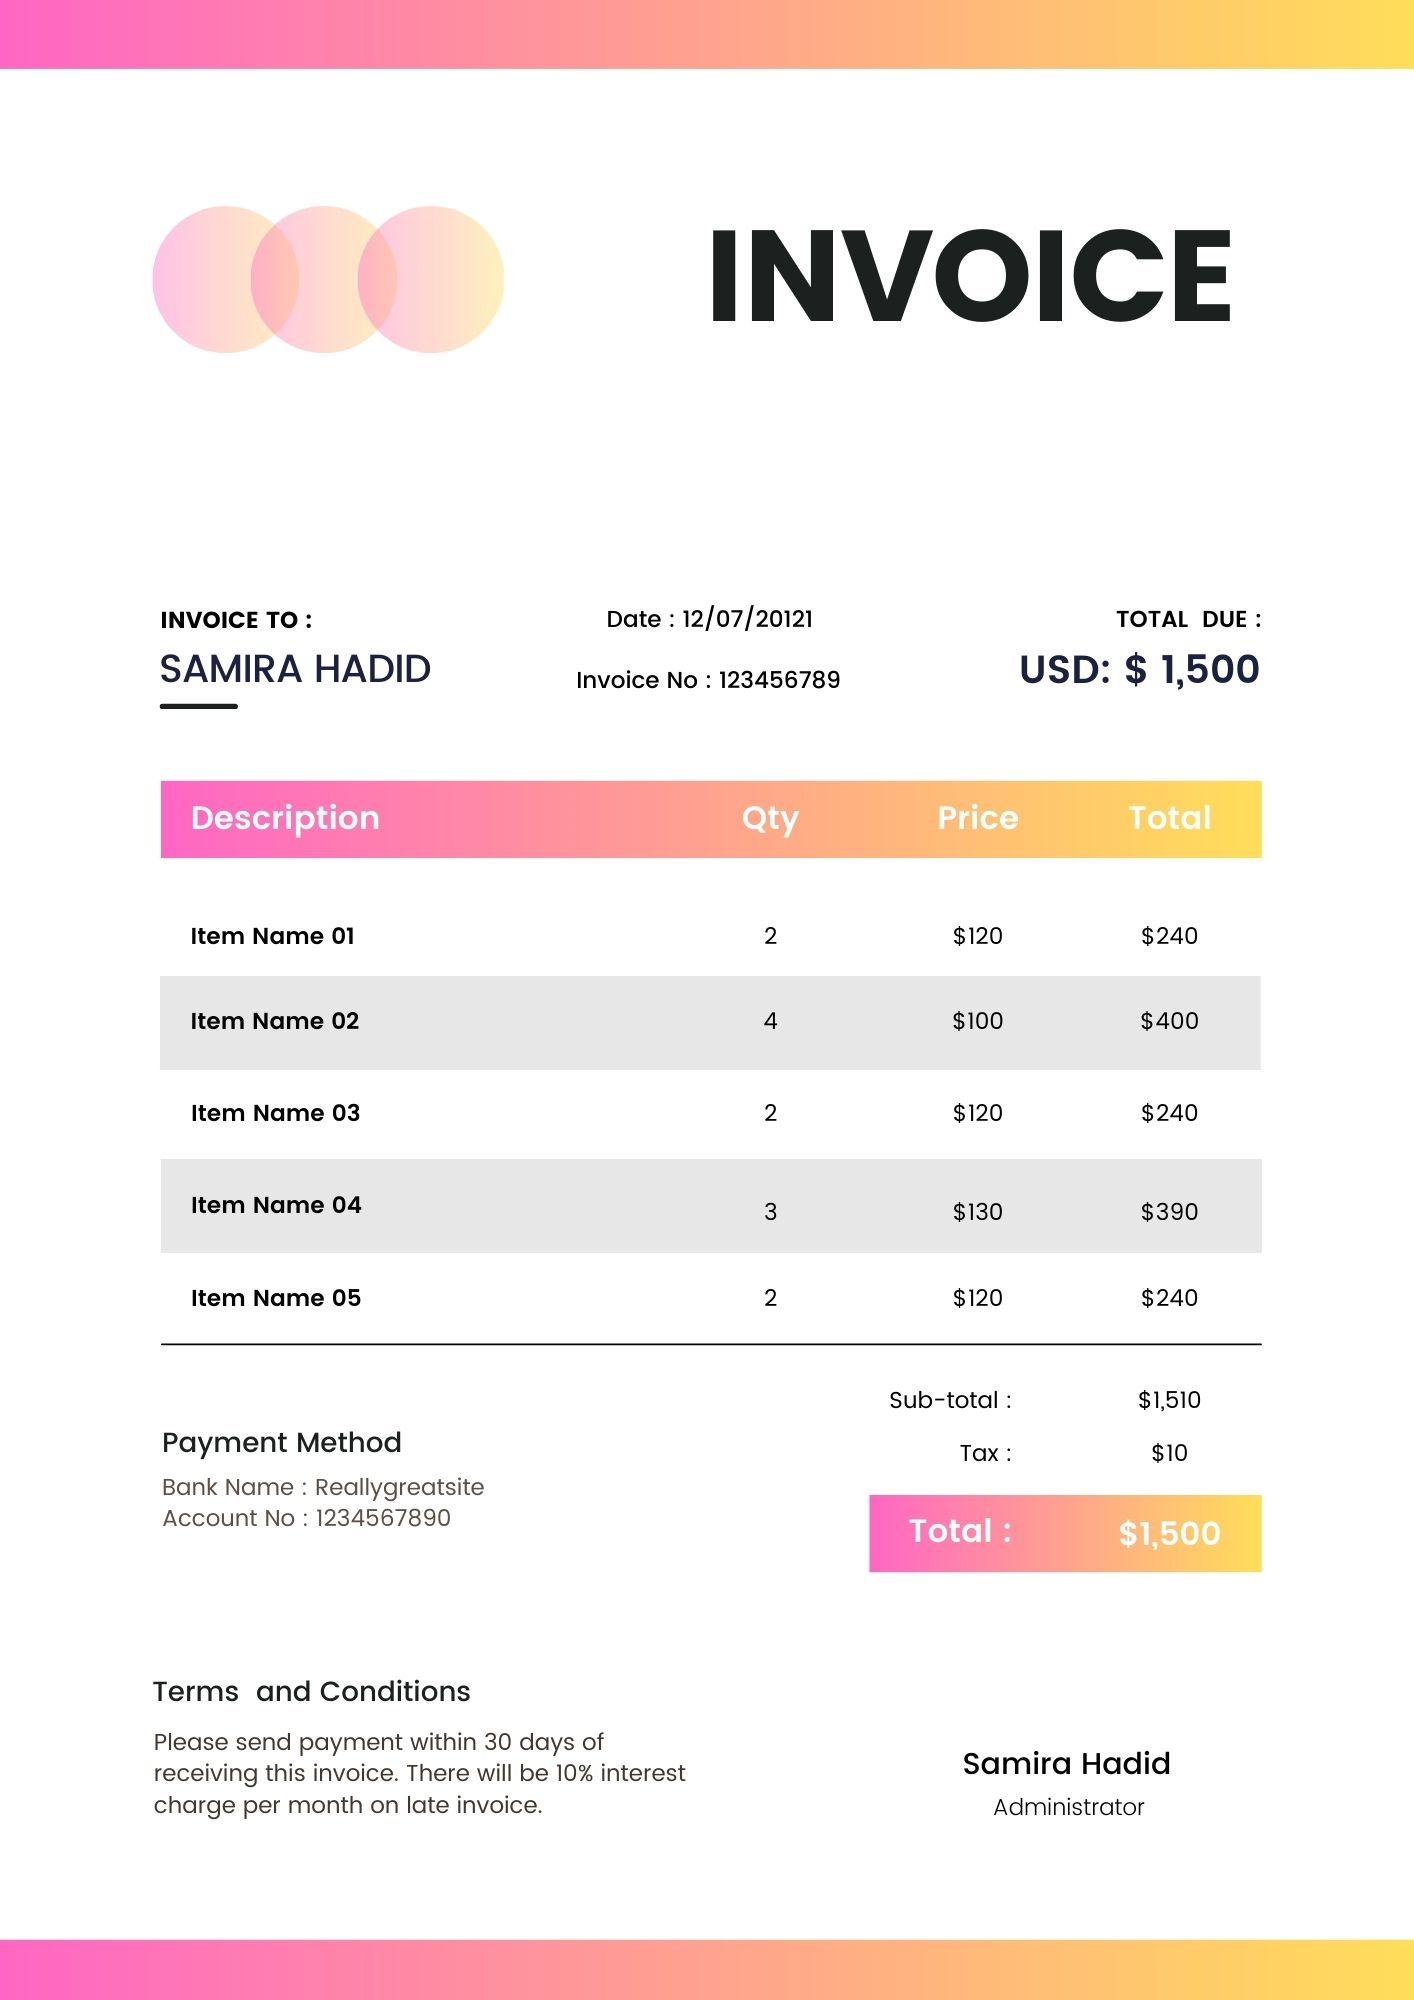 INVOICE
INVOICE TO :
SAMIRA HADID
Date : 12/07/20121
Invoice No : 123456789
TOTAL  DUE :
USD: $ 1,500
Description Qty Price Total
Item Name 01 2 $120 $240
Item Name 02 4 $100 $400
Item Name 03 2 $120 $240
Item Name 04 3 $130 $390
Item Name 05 2 $120 $240
Sub-total : $1,510
Tax : $10
Total : $1,500
Payment Method
Bank Name : Reallygreatsite
Account No : 1234567890
Terms  and Conditions
Please send payment within 30 days of
receiving this invoice. There will be 10% interest
charge per month on late invoice.
Samira Hadid
Administrator